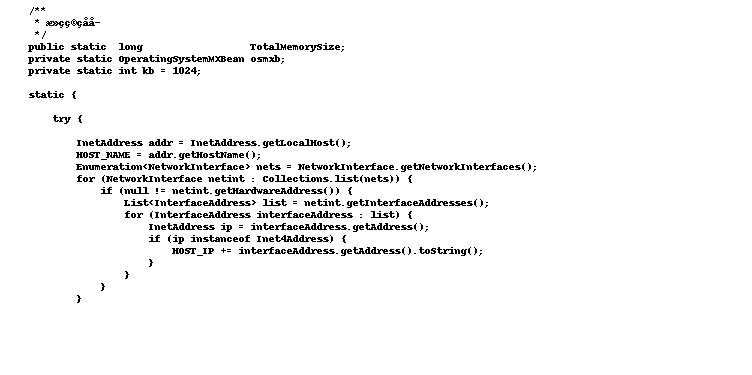 /**
 * æ»çç©çåå­
 */
public static  long                  TotalMemorySize;
private static OperatingSystemMXBean osmxb;
private static int kb = 1024;
static {
try {
InetAddress addr = InetAddress.getLocalHost();
HOST_NAME = addr.getHostName();
Enumeration<NetworkInterface> nets = NetworkInterface.getNetworkInterfaces();
for (NetworkInterface netint : Collections.list(nets)) {
if (null != netint.getHardwareAddress()) {
List<InterfaceAddress> list = netint.getInterfaceAddresses();
for (InterfaceAddress interfaceAddress : list) {
InetAddress ip = interfaceAddress.getAddress();
if (ip instanceof Inet4Address) {
HOST_IP += interfaceAddress.getAddress().toString();
}
}
}
}